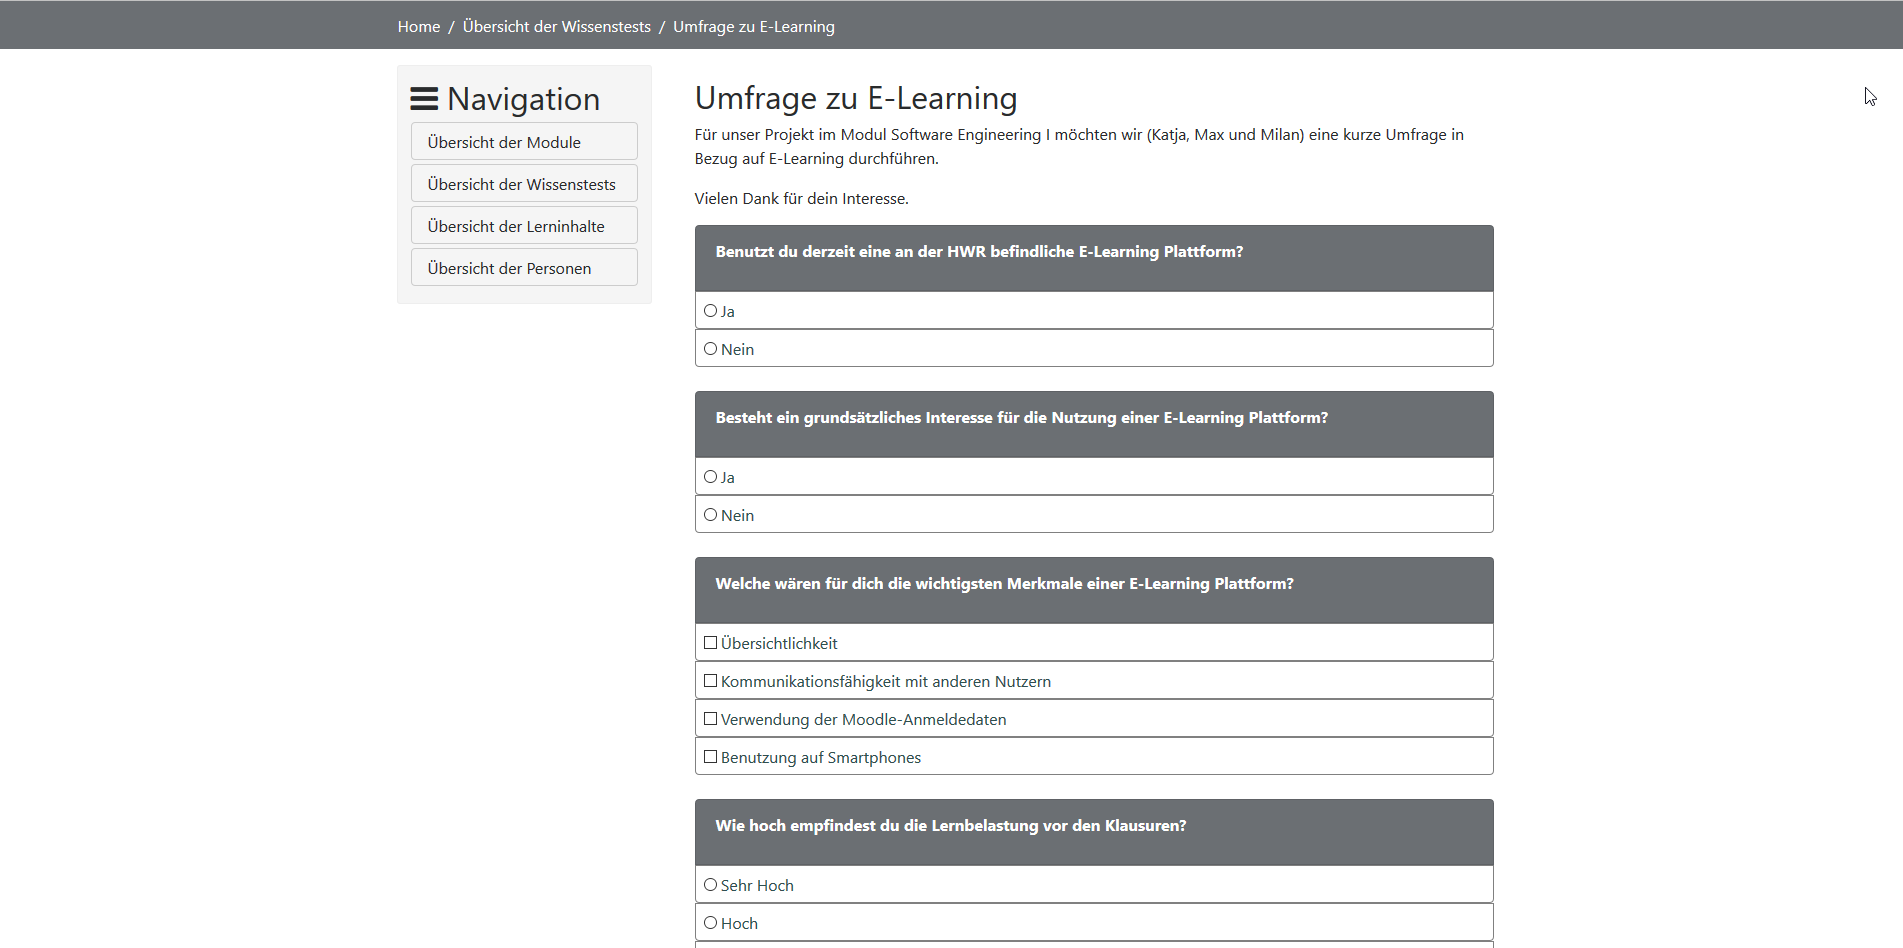 Home / Übersicht der Wissenstests / Umfrage zu E-Learning
Navigation
Übersicht der Module
Übersicht der Wissenstests
Übersicht der Lerninhalte
Übersicht der Personen
Umfrage zu E-Learning
Für unser Projekt im Modul Software Engineering I möchten wir (Katja, Max und Milan) eine kurze Umfrage in
Bezug auf E-Learning durchführen.
Vielen Dank für dein Interesse.
Benutzt du derzeit eine an der HWR befindliche E-Learning Plattform?
Ja
Nein
Besteht ein grundsätzliches Interesse für die Nutzung einer E-Learning Plattform?
Ja
Nein
Welche wären für dich die wichtigsten Merkmale einer E-Learning Plattform?
Übersichtlichkeit
Kommunikationsfähigkeit mit anderen Nutzern
Verwendung der Moodle-Anmeldedaten
Benutzung auf Smartphones
Wie hoch empfindest du die Lernbelastung vor den Klausuren?
Sehr Hoch
Hoch